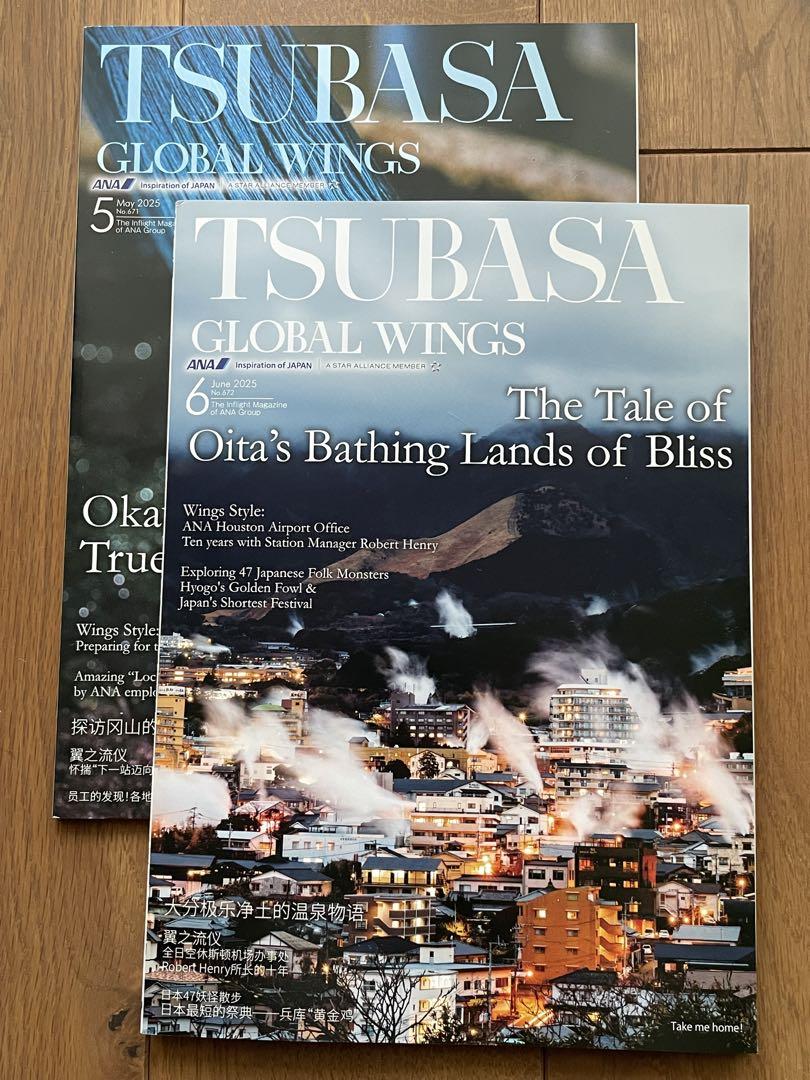 TSUBASA
GLOBAL WINGS
ANA Inspiration of JAPAN A STAR ALLIANCE MEMBER
5 May 2025
No.671
The Inflight
of ANA Group
True
Wings Style:
Preparing for
Amazing
by ANA
探访冈山的
翼之流仪
怀揣“下一站迈向
员工的发现!各地
TSUBASA
GLOBAL WINGS
ANA Inspiration of JAPAN A STAR ALLIANCE MEMBER
6 June 2025
No.672
The Inflight Magazine
of ANA Group
The Tale of
Oita's Bathing Lands of Bliss
Wings Style:
ANA Houston Airport Office
Ten years with Station Manager Robert Henry
Exploring 47 Japanese Folk Monsters
Hyogo's Golden Fowl &
Japan's Shortest Festival
大分极乐净土的温泉物语
翼之流仪
全日空休斯顿机场办事处
Robert Henry所长的十年
日本47妖怪散步
日本最短的祭典——兵库“黄金鸡”
Take me home!